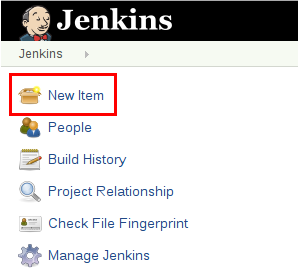 Jenkins
Jenkins
New Item
People
Build History
Project Relationship
Check File Fingerprint
Manage Jenkins